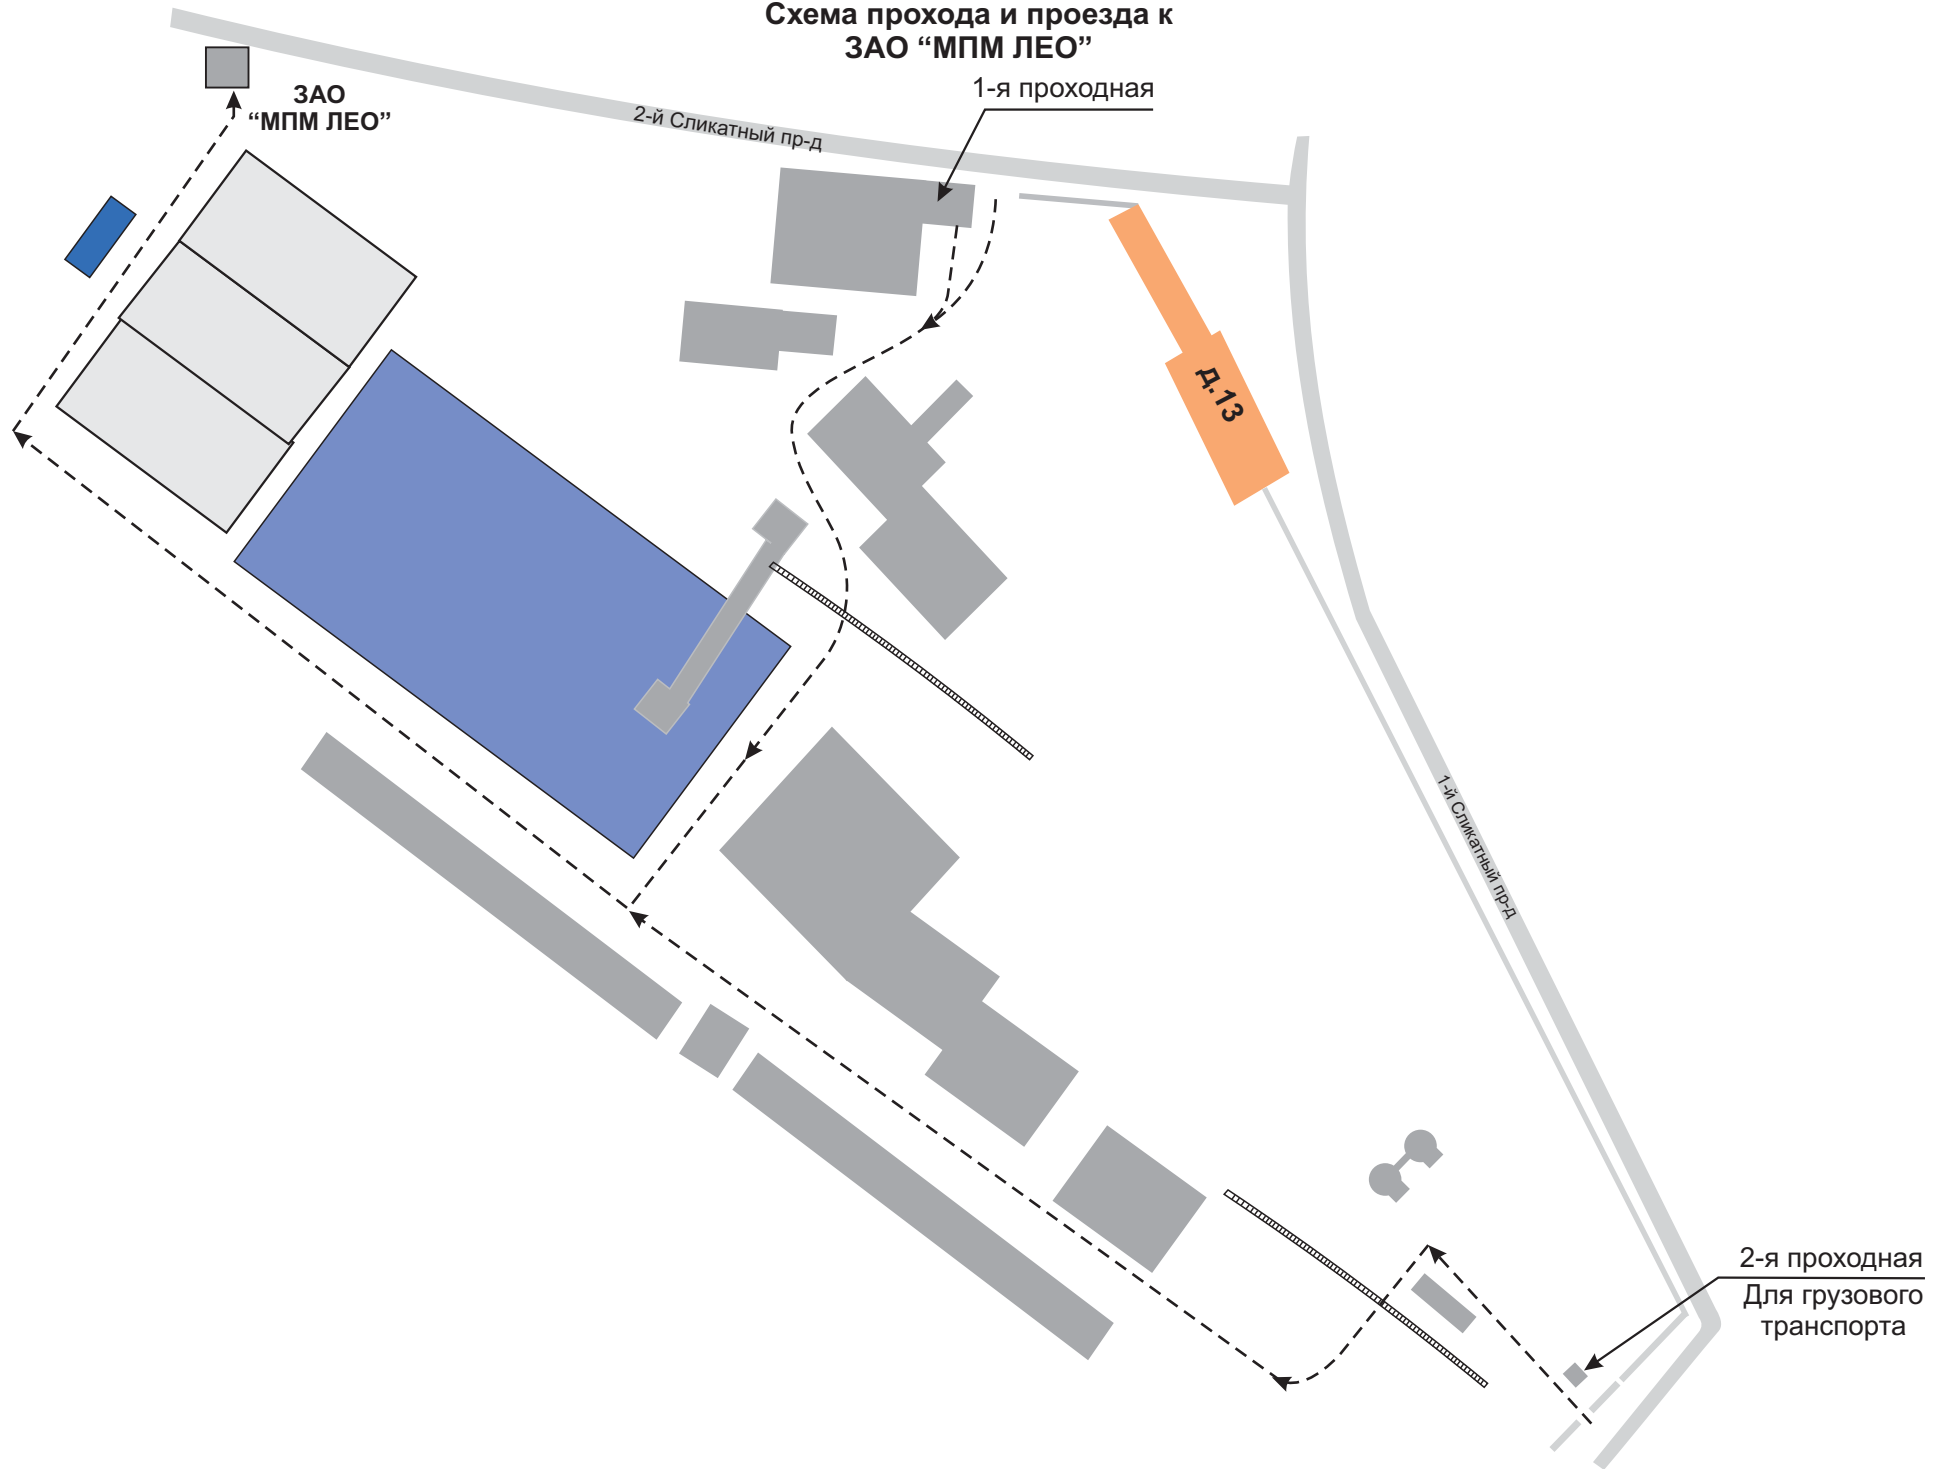 Схема прохода и проезда к
ЗАО “МПМ ЛЕО”
1-я проходная
ЗАО
“МПМ ЛЕО”
2-й Сликатный пр-д
д.13
1-й Сликатный пр-д
2-я проходная
Для грузового
транспорта